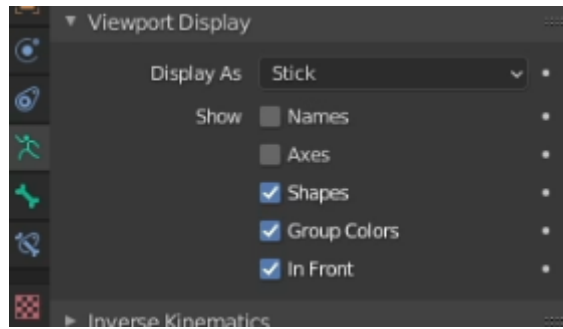 Viewport Display
Display As Stick
Show Names
Axes
Shapes
Group Colors
In Front
Inverse Kinematics